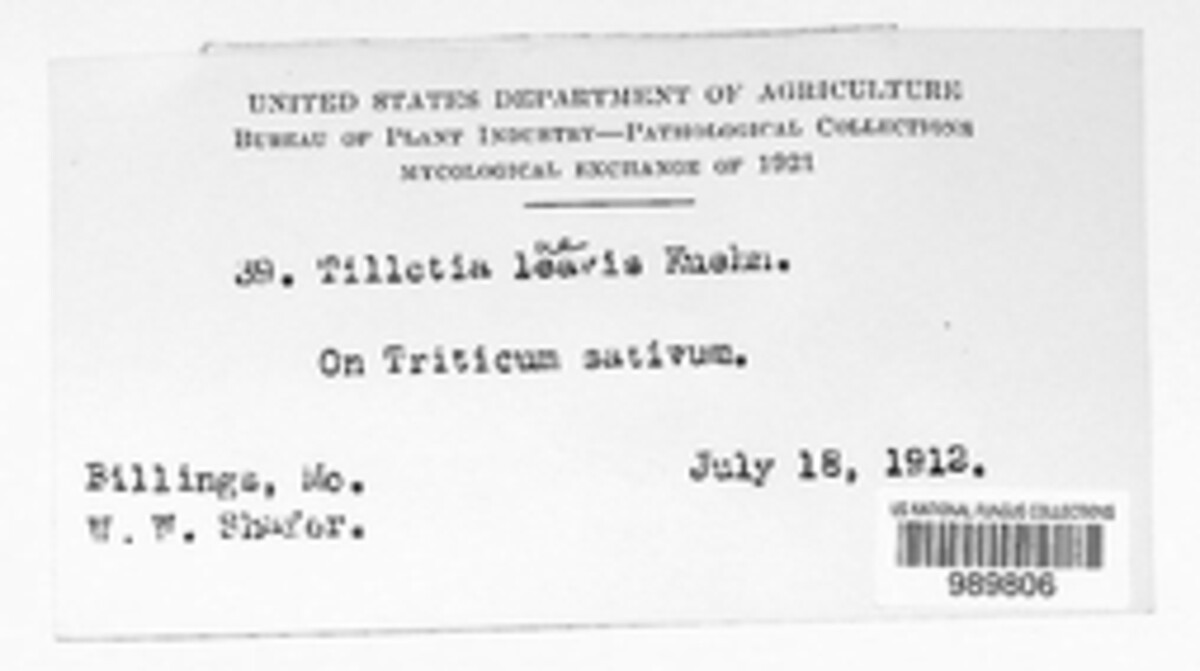 UNITED STATES DEPARTMENT OF AGRICULTURE
BUREAU OF PLANT INDUSTRY—PATHOLOGICAL COLLECTIONS
MYCOLOGICAL EXCHANGE OF 1921
39. Tilletia Kuehn.
On Triticum sativum.
Billings, Mo.
July 18, 1912.
W. W. Shafer.
US NATIONAL FUNGUS COLLECTIONS
989806